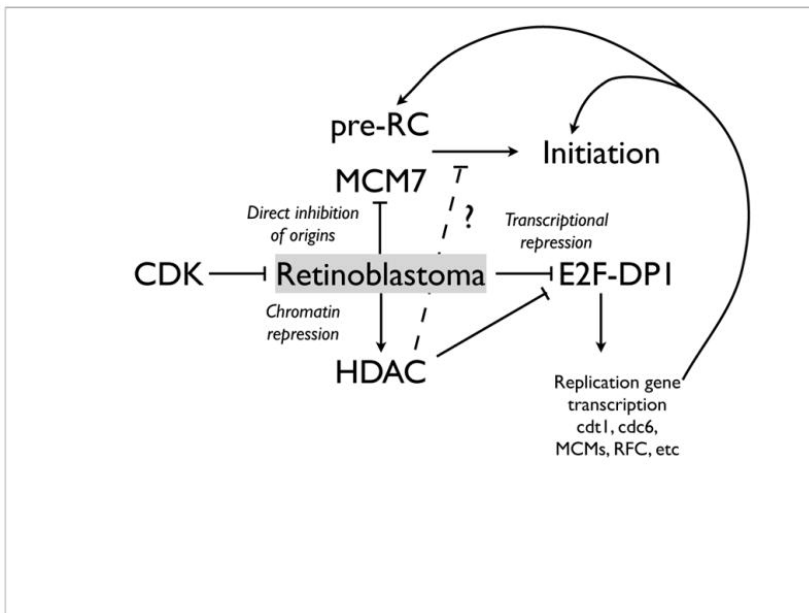 pre-RC
Initiation
MCM7
Direct inhibition
of origins
?
Transcriptional
repression
CDK
Retinoblastoma
E2F-DP1
Chromatin
repression
HDAC
Replication gene
transcription
cdt1, cdc6,
MCMs, RFC, etc